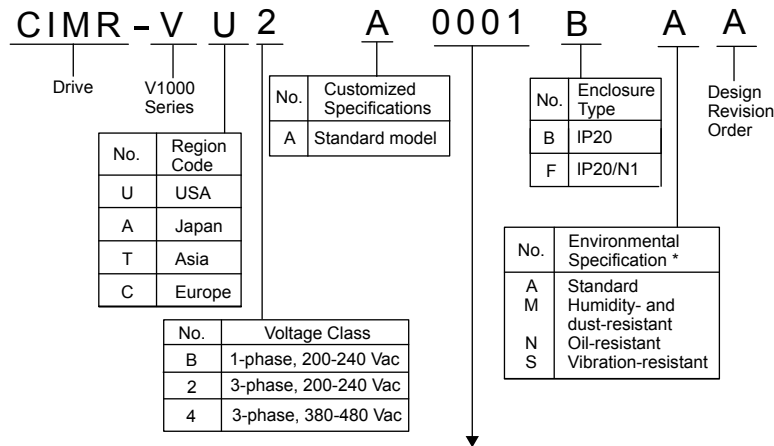 CIMR - V U 2 A 0001 B A A
Drive
V1000
Series
No. Region
Code
U USA
A Japan
T Asia
C Europe
No. Customized
Specifications
A Standard model
No. Enclosure
Type
B IP20
F IP20/N1
Design
Revision
Order
No. Environmental
Specification *
A Standard
M Humidity- and
dust-resistant
N Oil-resistant
S Vibration-resistant
No. Voltage Class
B 1-phase, 200-240 Vac
2 3-phase, 200-240 Vac
4 3-phase, 380-480 Vac